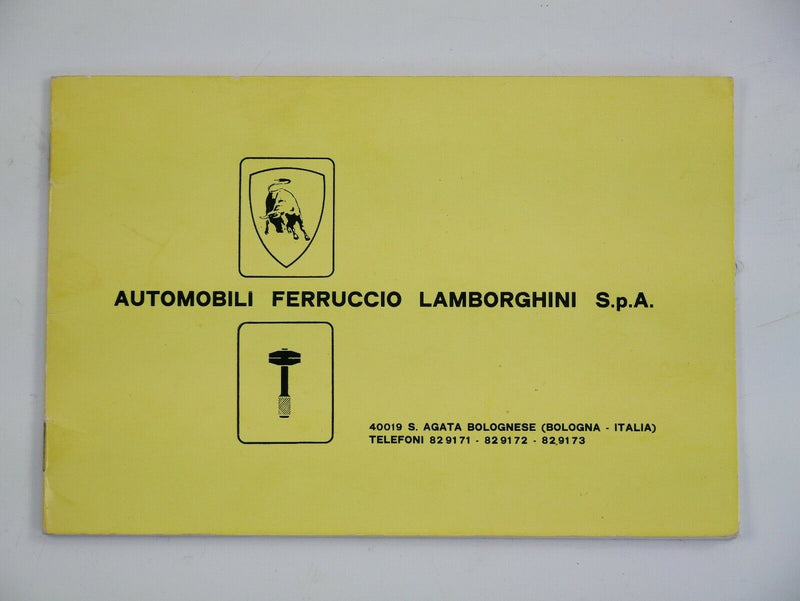 AUTOMOBILI FERRUCCIO LAMBORGHINI S.p.A.
40019 S. AGATA BOLOGNESE (BOLOGNA - ITALIA)
TELEFONI 829171 - 829172 - 829173